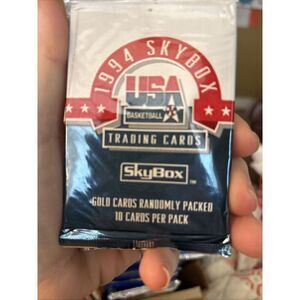 1994 SKYBOX
USA
BASKETBALL
TRADING CARDS
SkyBox
GOLD CARDS RANDOMLY PACKED
10 CARDS PER PACK